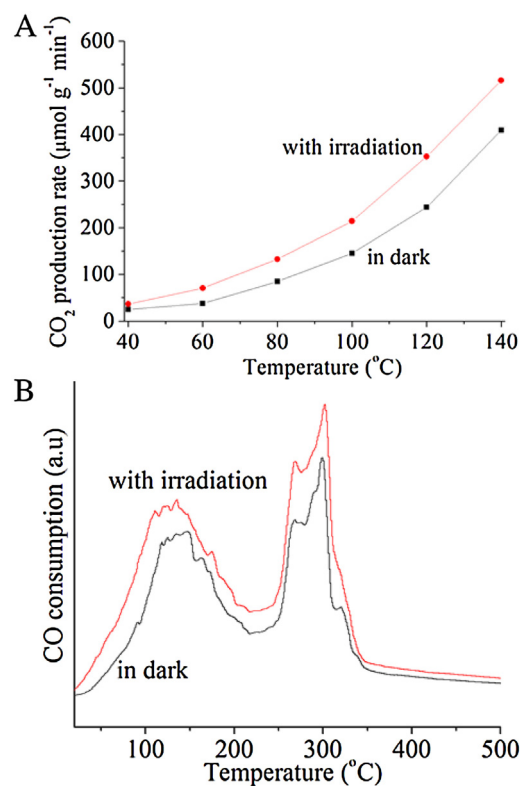 A
CO₂ production rate (μmol g⁻¹ min⁻¹)
600
500
400
300
200
100
0
with irradiation
in dark
40 60 80 100 120 140
Temperature (°C)
B
CO consumption (a.u)
with irradiation
in dark
100 200 300 400 500
Temperature (°C)